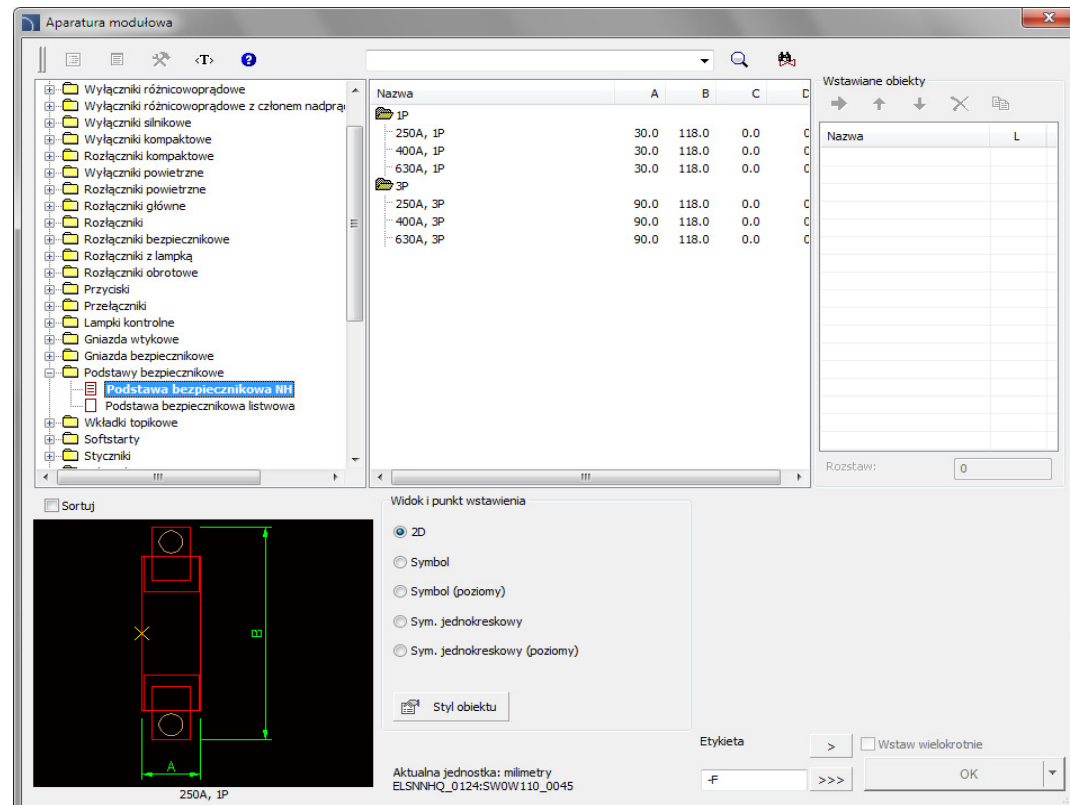 Aparatura modułowa
<T>
Wyłączniki różnicowoprądowe
Wyłączniki różnicowoprądowe z członem nadprą
Wyłączniki silnikowe
Wyłączniki kompaktowe
Rozłączniki kompaktowe
Wyłączniki powietrzne
Rozłączniki powietrzne
Rozłączniki główne
Rozłączniki
Rozłączniki bezpiecznikowe
Rozłączniki z lampką
Rozłączniki obrotowe
Przyciski
Przełączniki
Lampki kontrolne
Gniazda wtykowe
Gniazda bezpiecznikowe
Podstawy bezpiecznikowe
Podstawa bezpiecznikowa NH
Podstawa bezpiecznikowa listwowa
Wkładki topikowe
Softstarty
Styczniki
Nazwa A B C D
1P
250A, 1P 30.0 118.0 0.0 0
400A, 1P 30.0 118.0 0.0 0
630A, 1P 30.0 118.0 0.0 0
3P
250A, 3P 90.0 118.0 0.0 0
400A, 3P 90.0 118.0 0.0 0
630A, 3P 90.0 118.0 0.0 0
Wstawiane obiekty
Nazwa L
Rozstaw: 0
Sortuj
B
A
250A, 1P
Widok i punkt wstawienia
2D
Symbol
Symbol (poziomy)
Sym. jednokreskowy
Sym. jednokreskowy (poziomy)
Styl obiektu
Aktualna jednostka: milimetry
ELSNNHQ_0124:SW0W110_0045
Etykieta
-F
>
>>>
Wstaw wielokrotnie
OK